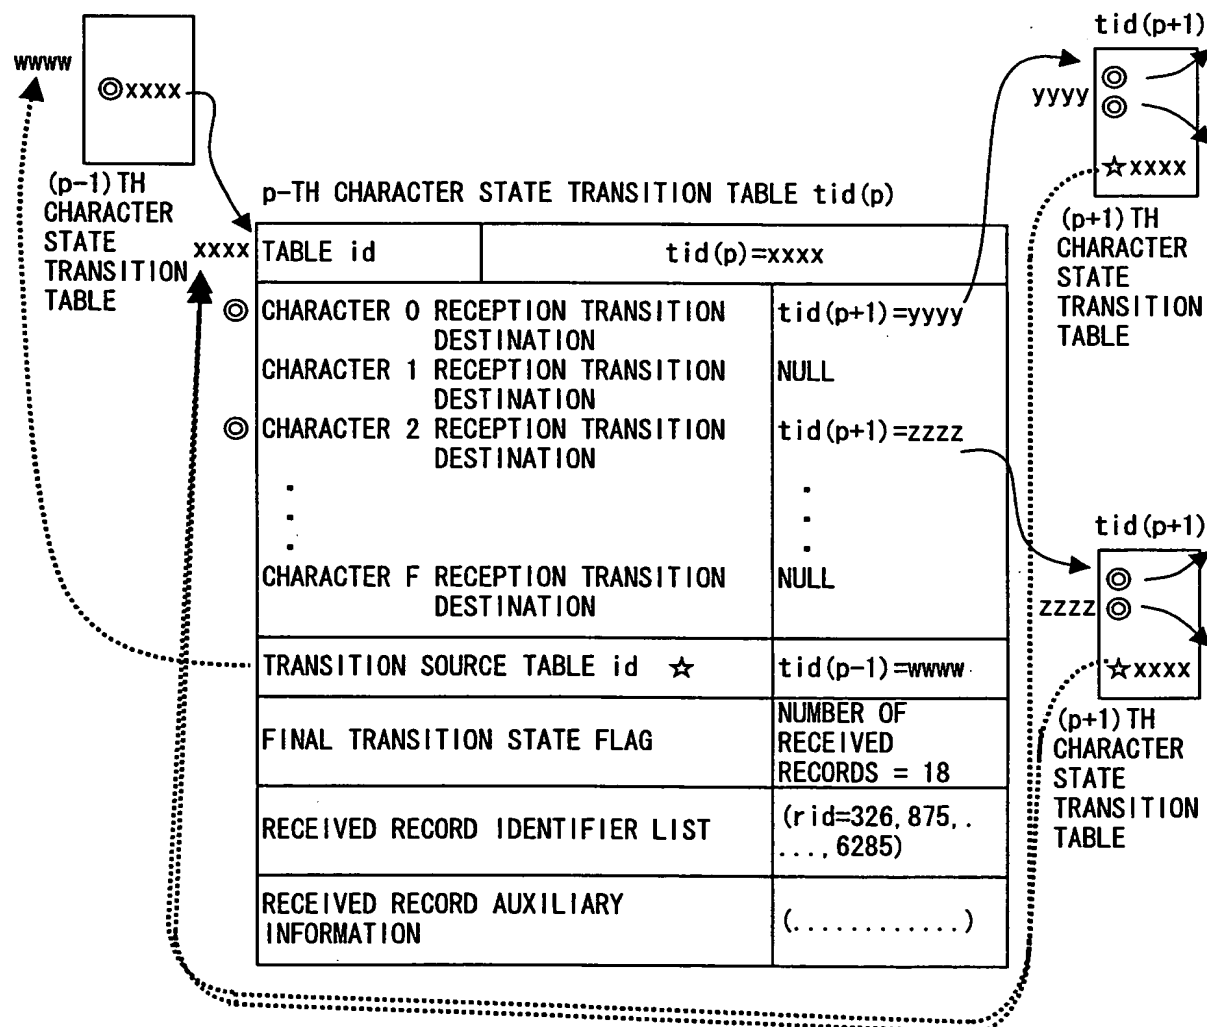 wwww
◎xxxx
(p-1)TH
CHARACTER
STATE
TRANSITION
TABLE
p-TH CHARACTER STATE TRANSITION TABLE tid(p)
xxxx
TABLE id
tid(p)=xxxx
◎ CHARACTER 0 RECEPTION TRANSITION
DESTINATION
tid(p+1)=yyyy
CHARACTER 1 RECEPTION TRANSITION
DESTINATION
NULL
◎ CHARACTER 2 RECEPTION TRANSITION
DESTINATION
tid(p+1)=zzzz
.
.
.
.
.
.
CHARACTER F RECEPTION TRANSITION
DESTINATION
NULL
TRANSITION SOURCE TABLE id ☆
tid(p-1)=wwww
FINAL TRANSITION STATE FLAG
NUMBER OF
RECEIVED
RECORDS = 18
RECEIVED RECORD IDENTIFIER LIST
(rid=326,875,.
...,6285)
RECEIVED RECORD AUXILIARY
INFORMATION
(............)
tid(p+1)
yyyy
◎
◎
☆xxxx
(p+1)TH
CHARACTER
STATE
TRANSITION
TABLE
tid(p+1)
◎
zzzz ◎
☆xxxx
(p+1)TH
CHARACTER
STATE
TRANSITION
TABLE